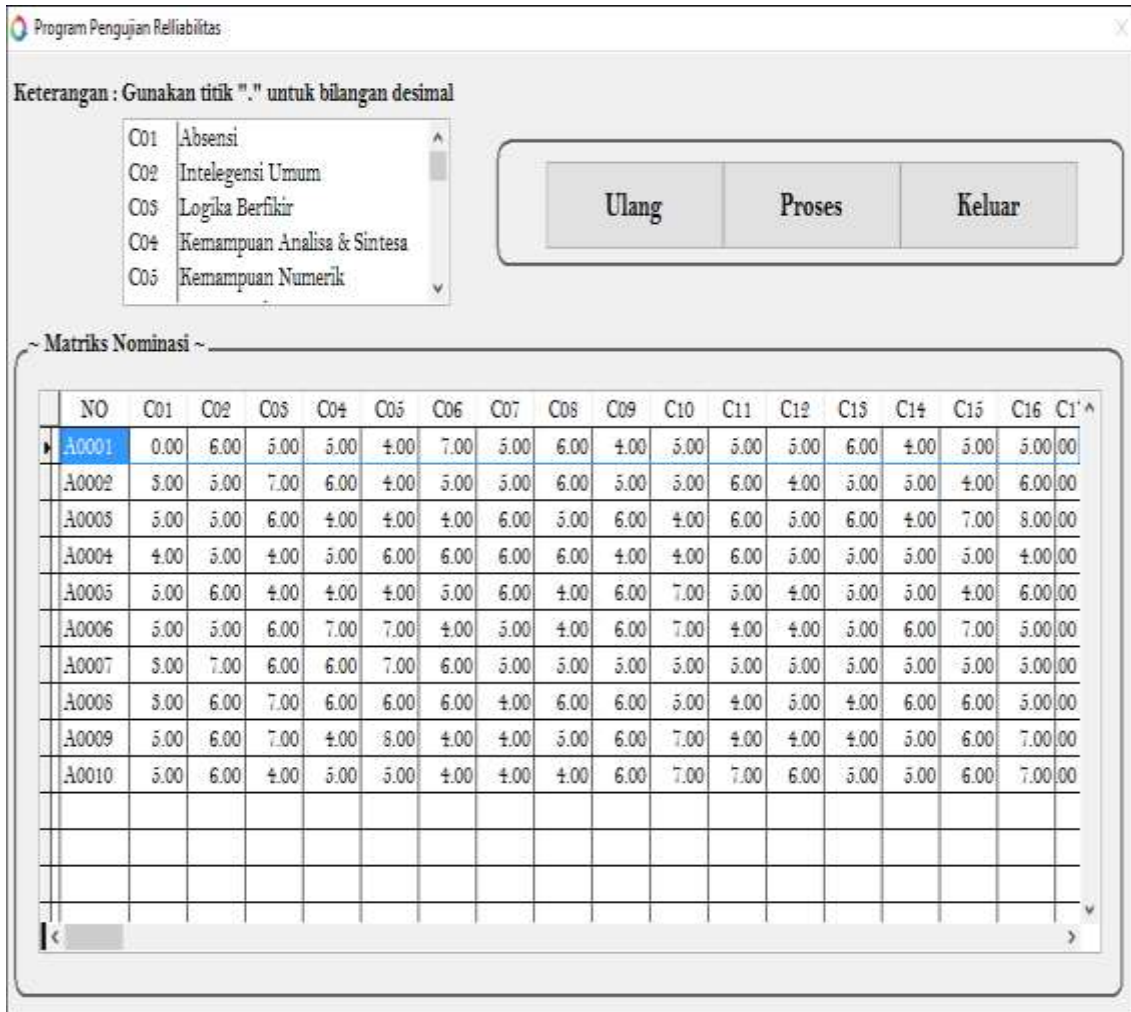 Program Pengujian Relliabilitas
Keterangan : Gunakan titik "." untuk bilangan desimal
C01 Absensi
C02 Intelegensi Umum
C03 Logika Berfikir
C04 Kemampuan Analisa & Sintesa
C05 Kemampuan Numerik
Ulang Proses Keluar
~ Matriks Nominasi ~
NO C01 C02 C03 C04 C05 C06 C07 C08 C09 C10 C11 C12 C13 C14 C15 C16
A0001 0.00 6.00 5.00 5.00 4.00 7.00 5.00 6.00 4.00 5.00 5.00 5.00 6.00 4.00 5.00 5.00 00
A0002 5.00 7.00 6.00 4.00 5.00 5.00 6.00 5.00 5.00 6.00 4.00 5.00 5.00 4.00 6.00 00
A0003 5.00 5.00 6.00 4.00 4.00 4.00 6.00 5.00 6.00 4.00 6.00 5.00 6.00 4.00 7.00 00
A0004 4.00 5.00 4.00 5.00 6.00 6.00 6.00 6.00 4.00 4.00 6.00 5.00 5.00 5.00 5.00 4.00 00
A0005 5.00 6.00 4.00 4.00 4.00 5.00 6.00 4.00 6.00 7.00 5.00 4.00 5.00 5.00 4.00 6.00 00
A0006 5.00 5.00 6.00 7.00 7.00 4.00 5.00 4.00 6.00 7.00 4.00 4.00 5.00 6.00 7.00 5.00 00
A0007 7.00 6.00 6.00 7.00 6.00 5.00 5.00 5.00 5.00 5.00 5.00 5.00 5.00 5.00 5.00 00
A0008 6.00 7.00 6.00 6.00 6.00 4.00 6.00 6.00 5.00 4.00 5.00 4.00 6.00 6.00 5.00 00
A0009 5.00 6.00 7.00 4.00 4.00 4.00 5.00 6.00 7.00 4.00 4.00 4.00 5.00 6.00 7.00 00
A0010 5.00 6.00 4.00 5.00 5.00 4.00 4.00 4.00 6.00 7.00 7.00 6.00 5.00 5.00 6.00 7.00 00